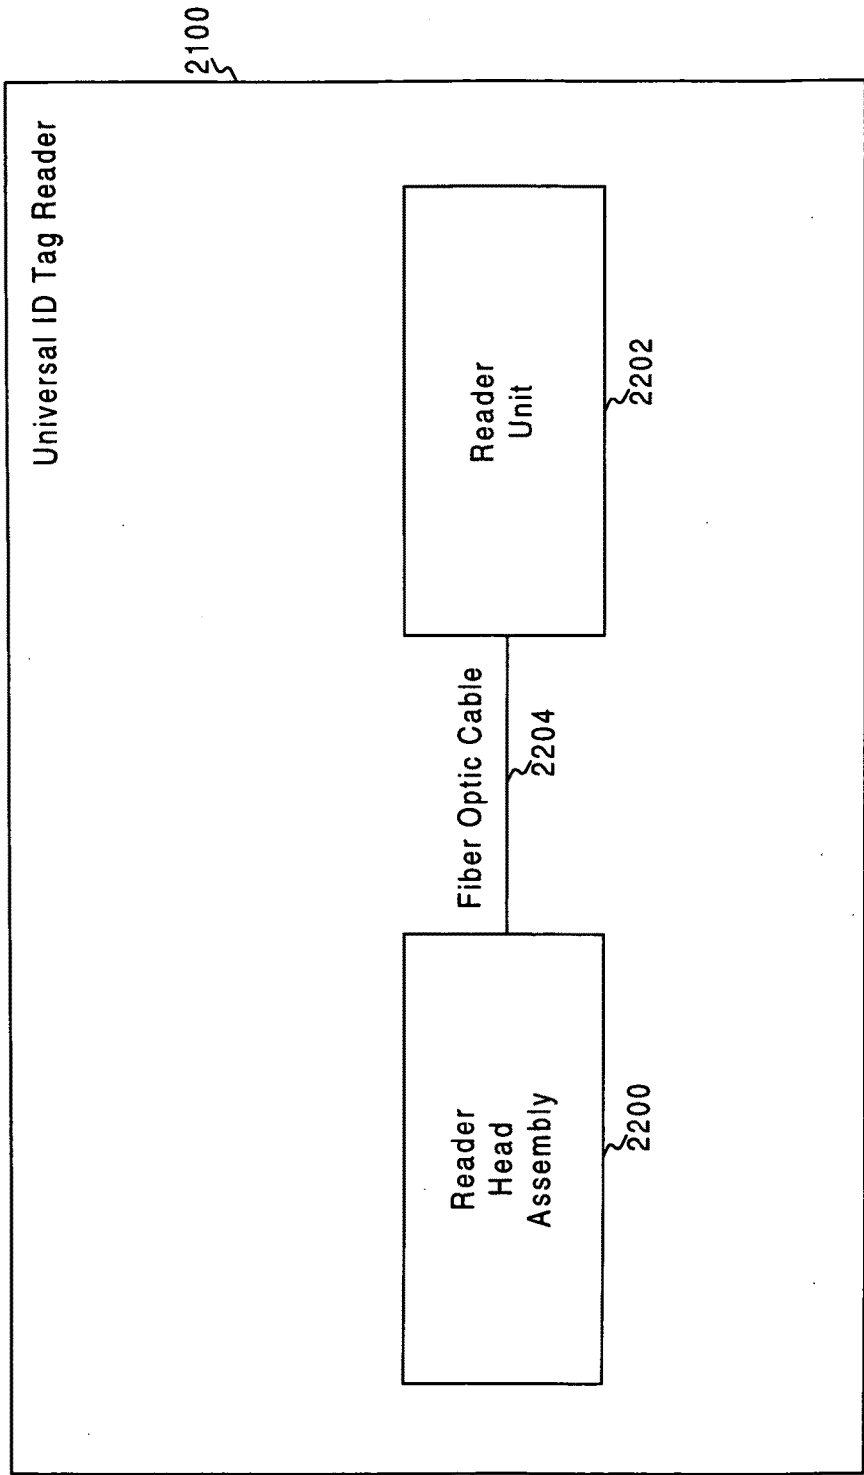 2100
Universal ID Tag Reader
Reader
Head
Assembly
2200
Fiber Optic Cable
2204
Reader
Unit
2202